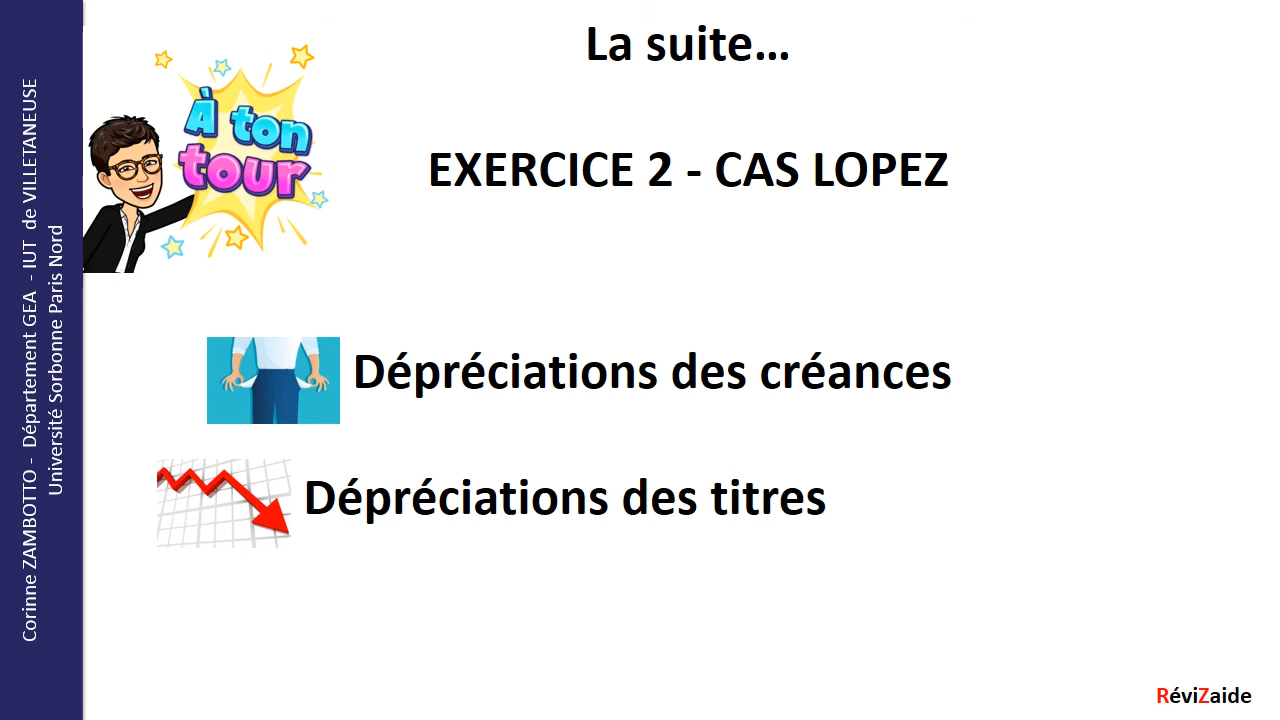 Corinne ZAMBOTTO - Département GEA - IUT de VILLETANEUSE
Université Sorbonne Paris Nord
La suite…
À ton
tour
EXERCICE 2 - CAS LOPEZ
Dépréciations des créances
Dépréciations des titres
RéviZaide